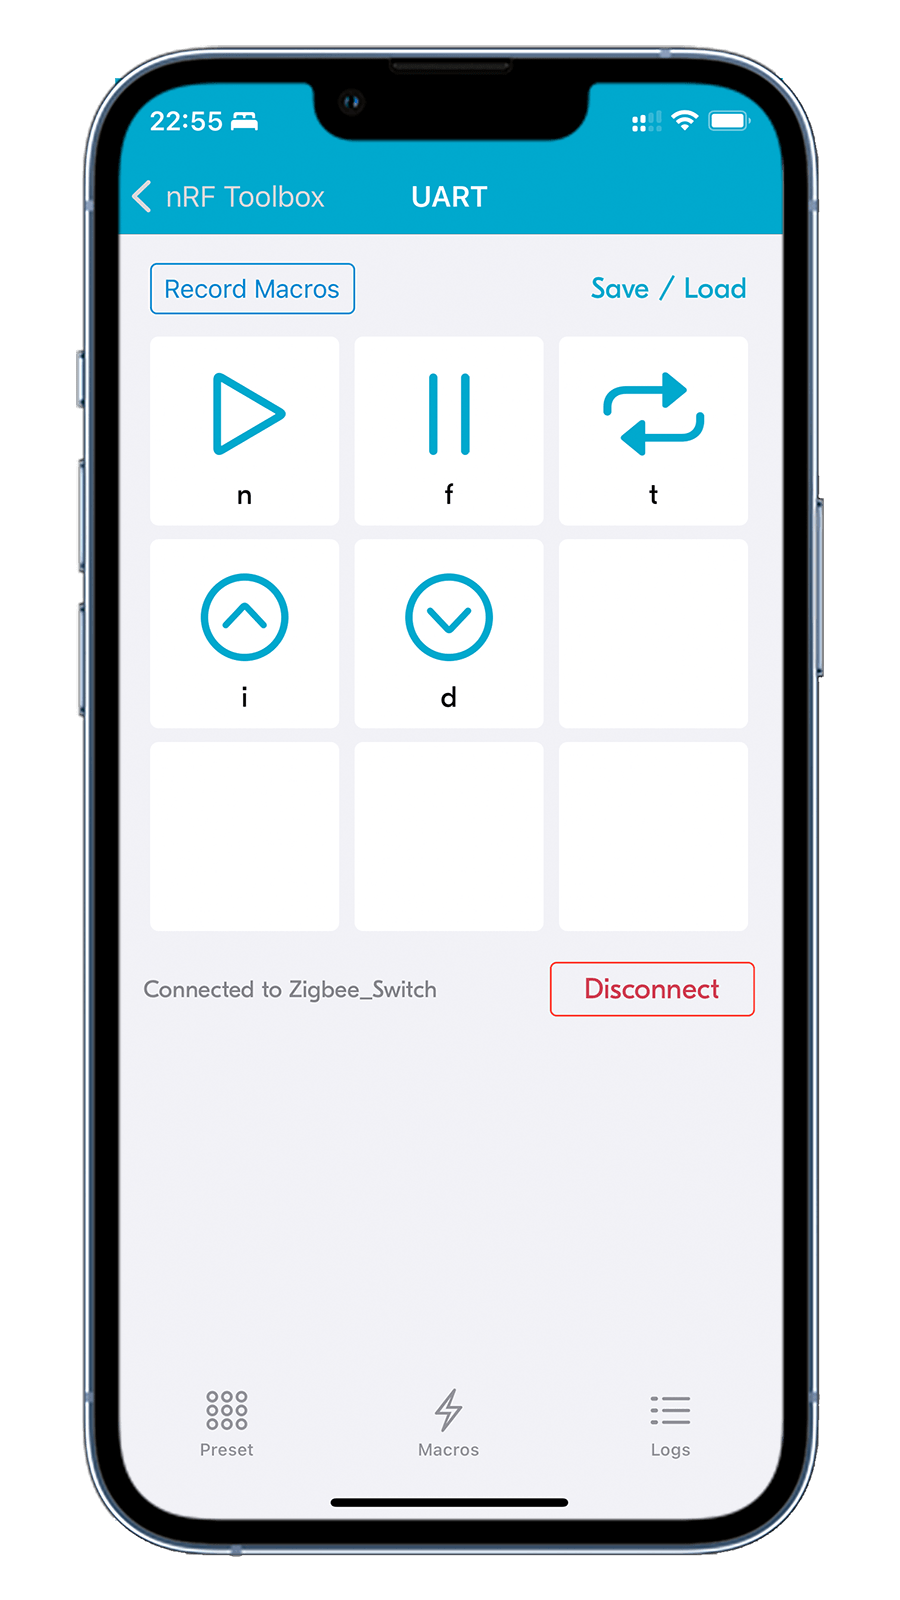 22:55
nRF Toolbox UART
Record Macros Save / Load
n f t
i d
Connected to Zigbee_Switch Disconnect
Preset Macros Logs